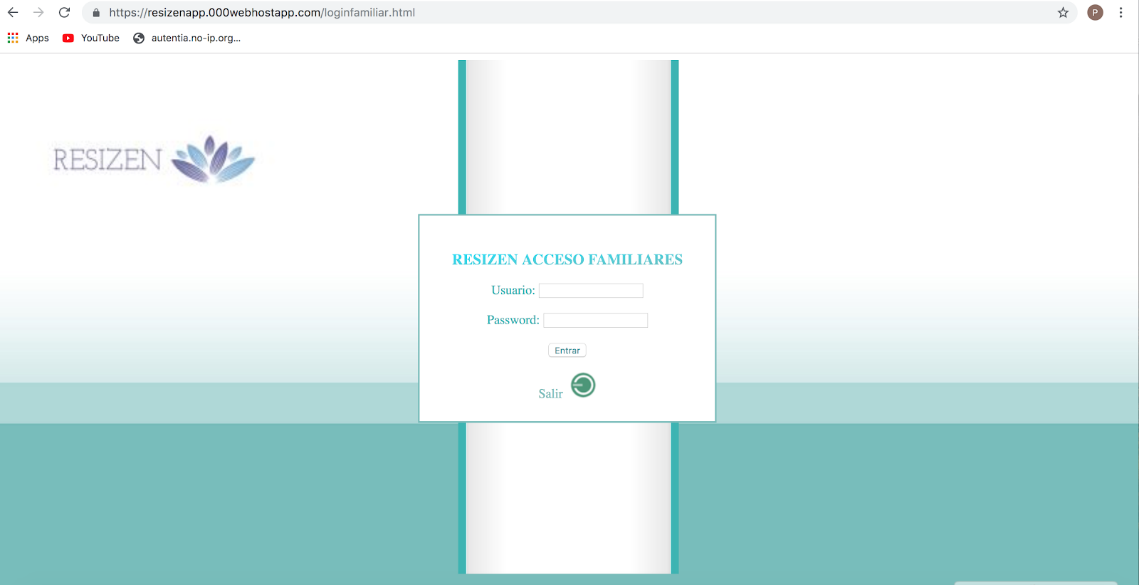 https://resizenapp.000webhostapp.com/loginfamiliar.html
P
Apps YouTube autentia.no-ip.org...
RESIZEN
RESIZEN ACCESO FAMILIARES
Usuario:
Password:
Entrar
Salir